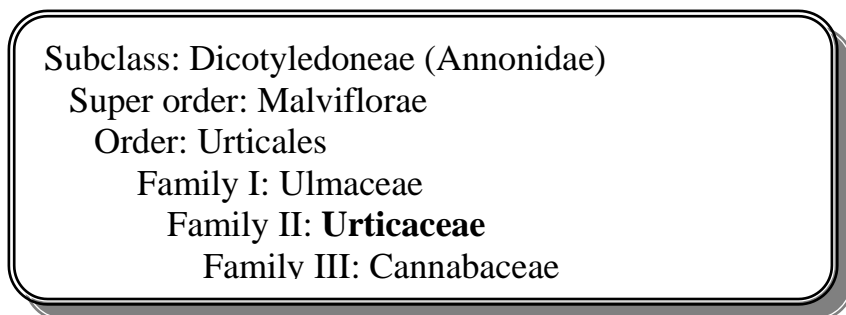 Subclass: Dicotyledoneae (Annonidae)
Super order: Malviflorae
Order: Urticales
Family I: Ulmaceae
Family II: Urticaceae
Family III: Cannabaceae